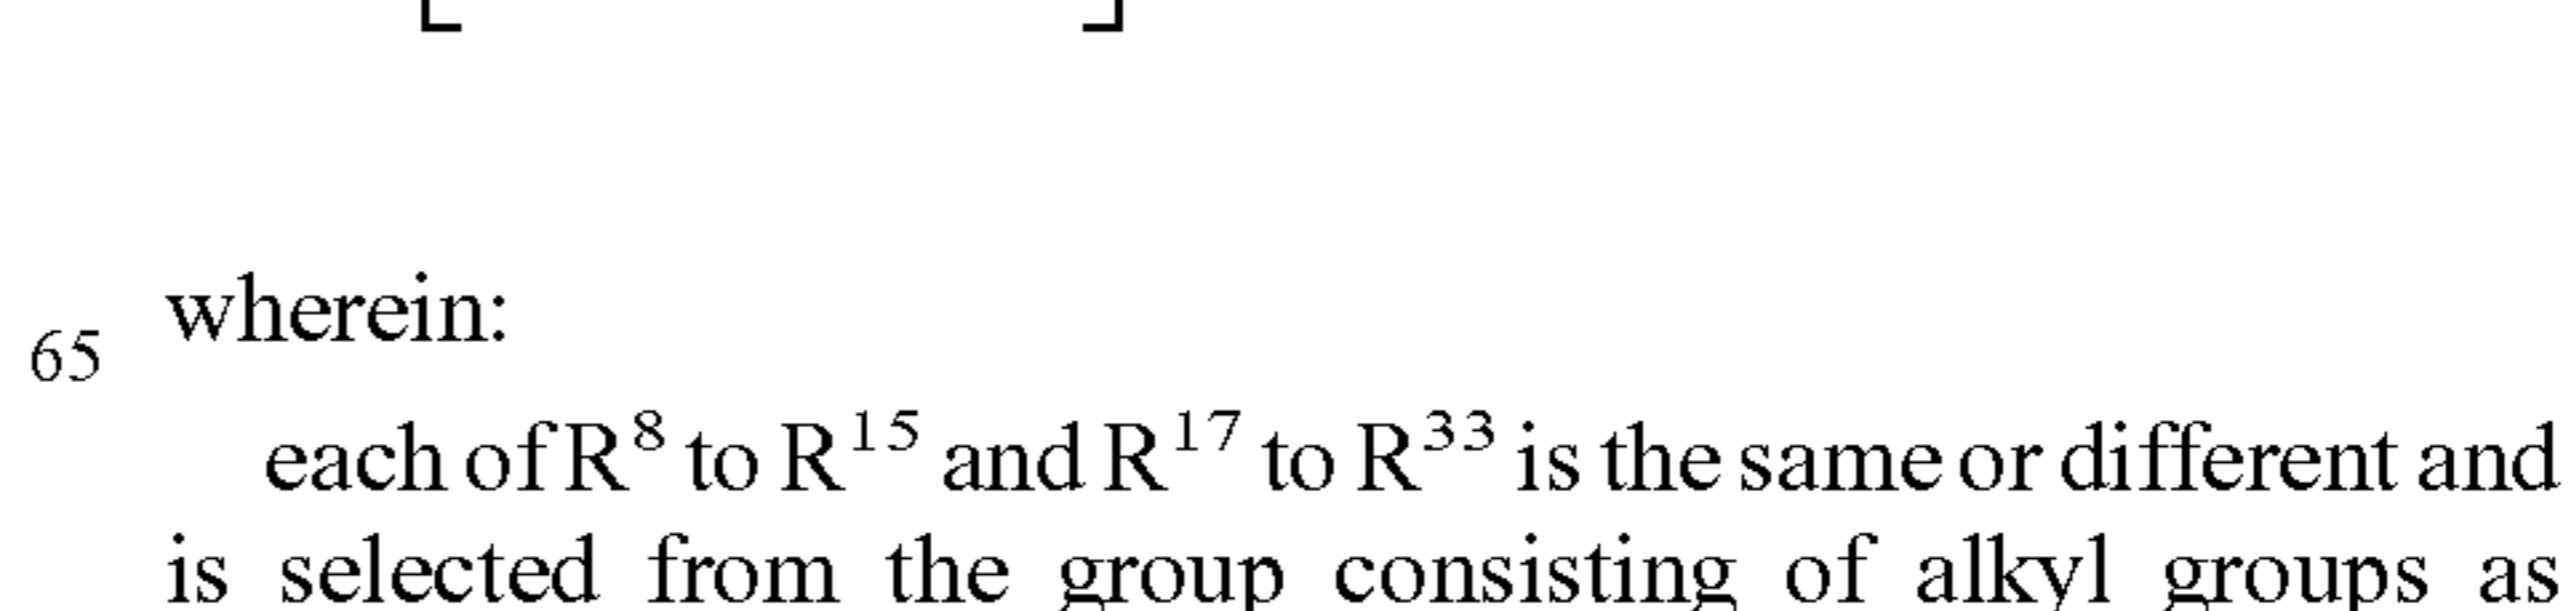 wherein:
65
each of R⁸ to R¹⁵ and R¹⁷ to R³³ is the same or different and
is selected from the group consisting of alkyl groups as